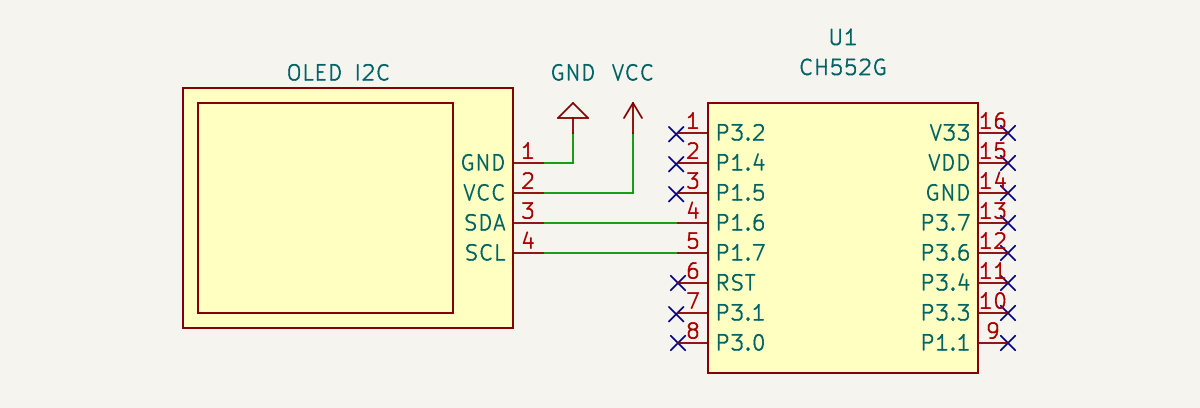 U1
CH552G
OLED I2C
GND VCC
GND 1
VCC 2
SDA 3
SCL 4
1 P3.2 V33 16
2 P1.4 VDD 15
3 P1.5 GND 14
4 P1.6 P3.7 13
5 P1.7 P3.6 12
6 RST P3.4 11
7 P3.1 P3.3 10
8 P3.0 P1.1 9